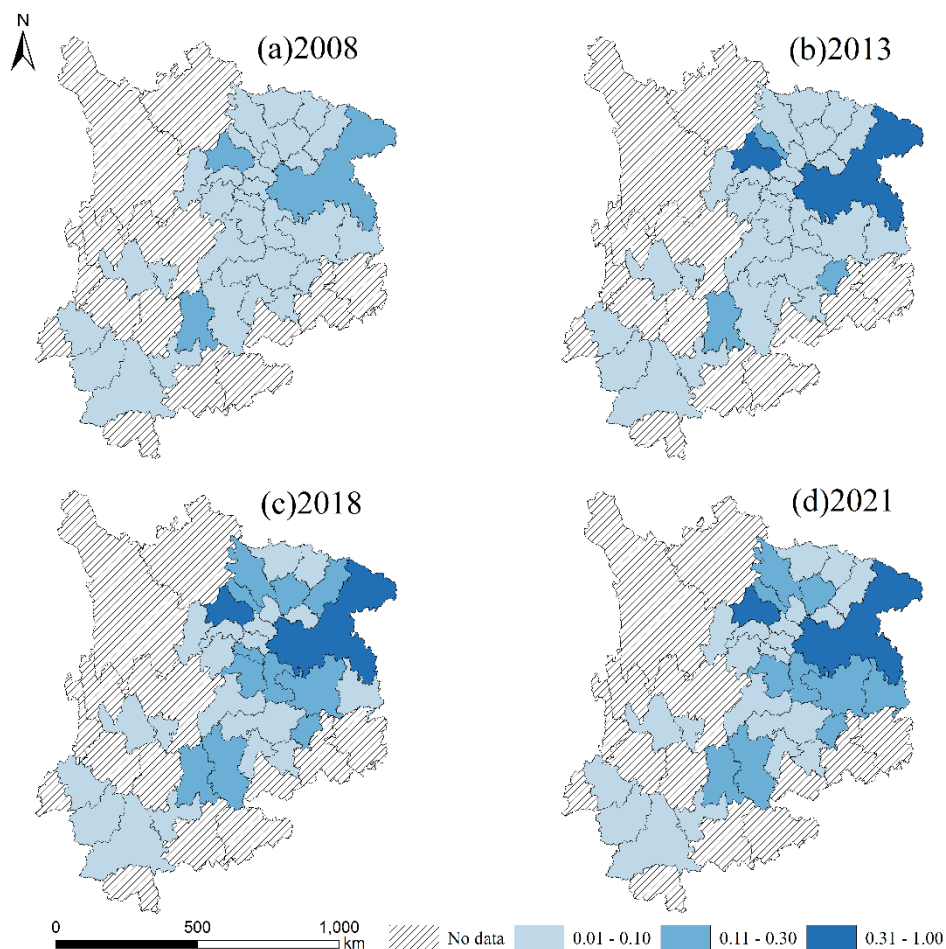 N
(a)2008
(b)2013
(c)2018
(d)2021
0 500 1,000
km
No data 0.01 - 0.10 0.11 - 0.30 0.31 - 1.00